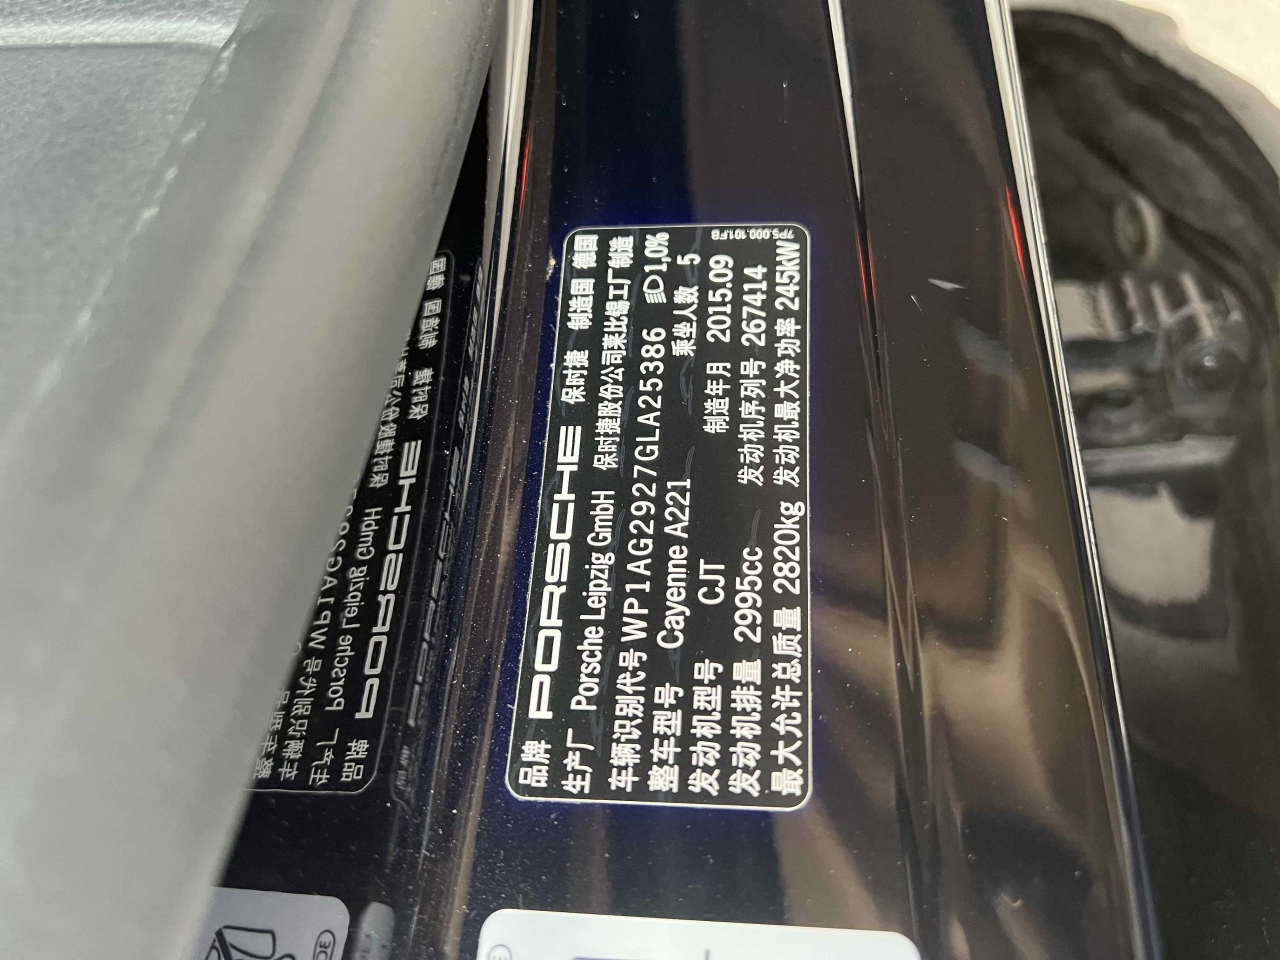 品牌 PORSCHE 保时捷 制造国 德国
生产厂 Porsche Leipzig GmbH 保时捷股份公司莱比锡工厂制造
车辆识别代号 WP1AG2927GLA25386 1,0%
整车型号 Cayenne A221 乘坐人数 5
发动机型号 CJT 制造年月 2015.09
发动机排量 2995cc 发动机序列号 267414
最大允许总质量 2820kg 发动机最大净功率 245kW
7P5.000.101.FB